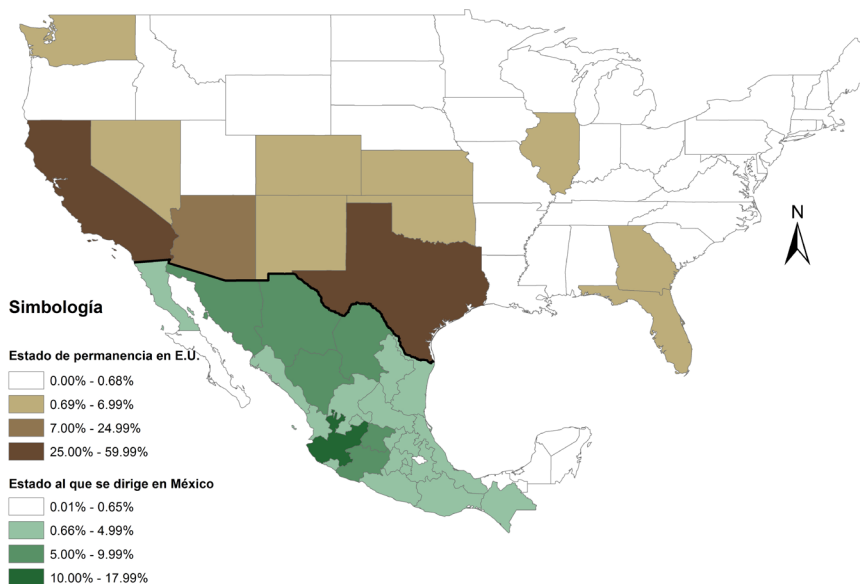 N
Simbología
Estado de permanencia en E.U.
0.00% - 0.68%
0.69% - 6.99%
7.00% - 24.99%
25.00% - 59.99%
Estado al que se dirige en México
0.01% - 0.65%
0.66% - 4.99%
5.00% - 9.99%
10.00% - 17.99%